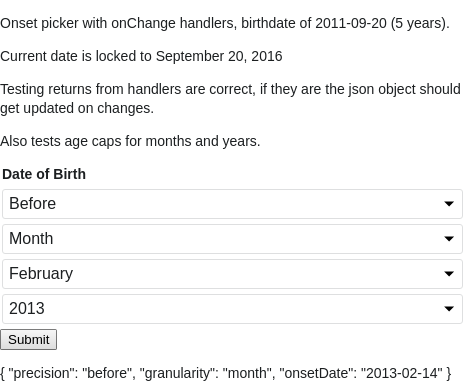 Onset picker with onChange handlers, birthdate of 2011-09-20 (5 years).
Current date is locked to September 20, 2016
Testing returns from handlers are correct, if they are the json object should
get updated on changes.
Also tests age caps for months and years.
Date of Birth
Before
Month
February
2013
Submit
{ "precision": "before", "granularity": "month", "onsetDate": "2013-02-14" }